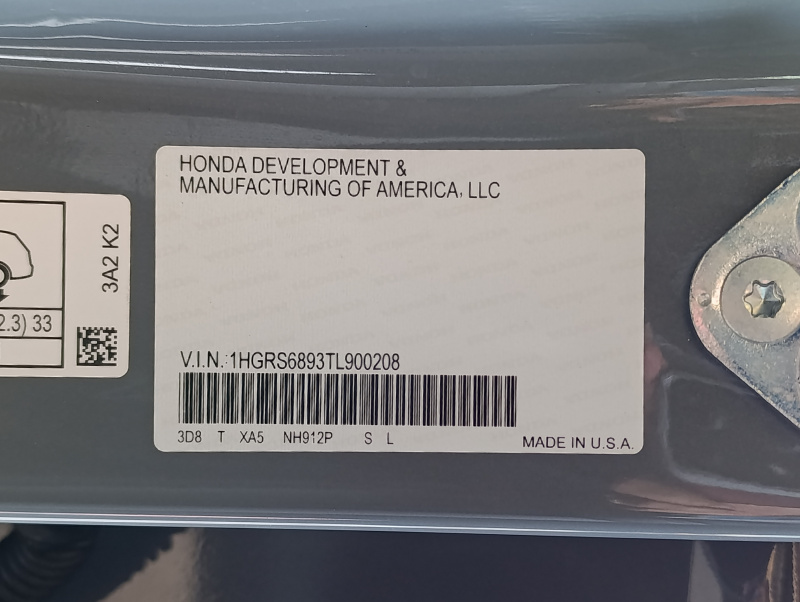 HONDA DEVELOPMENT &
MANUFACTURING OF AMERICA, LLC
V.I.N.:1HGRS6893TL900208
3D8 T XA5 NH912P S L
MADE IN U.S.A.
3A2 K2
2.3) 33